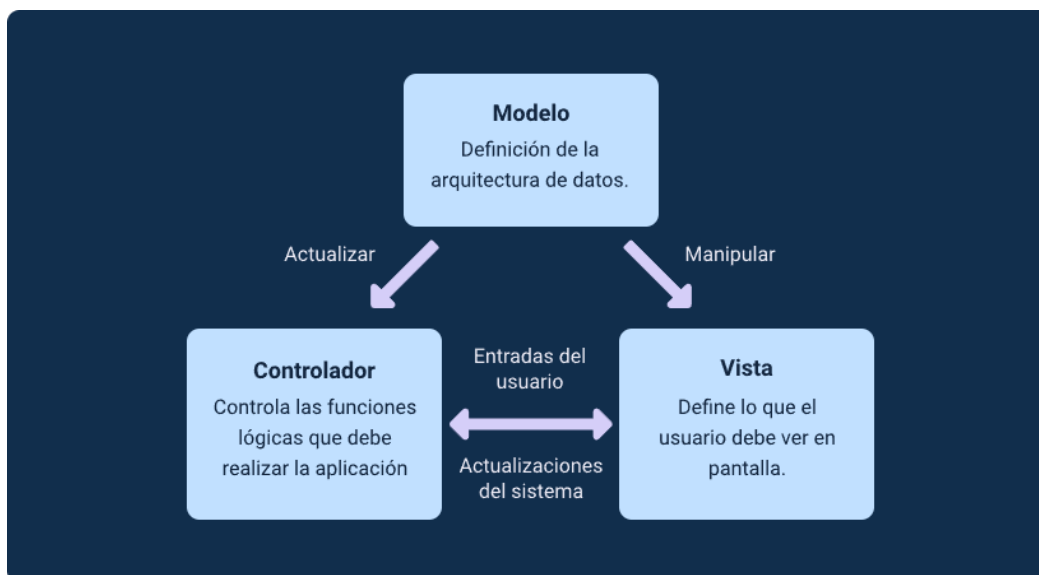 Modelo
Definición de la
arquitectura de datos.
Actualizar
Manipular
Controlador
Controla las funciones
lógicas que debe
realizar la aplicación
Entradas del
usuario
Actualizaciones
del sistema
Vista
Define lo que el
usuario debe ver en
pantalla.